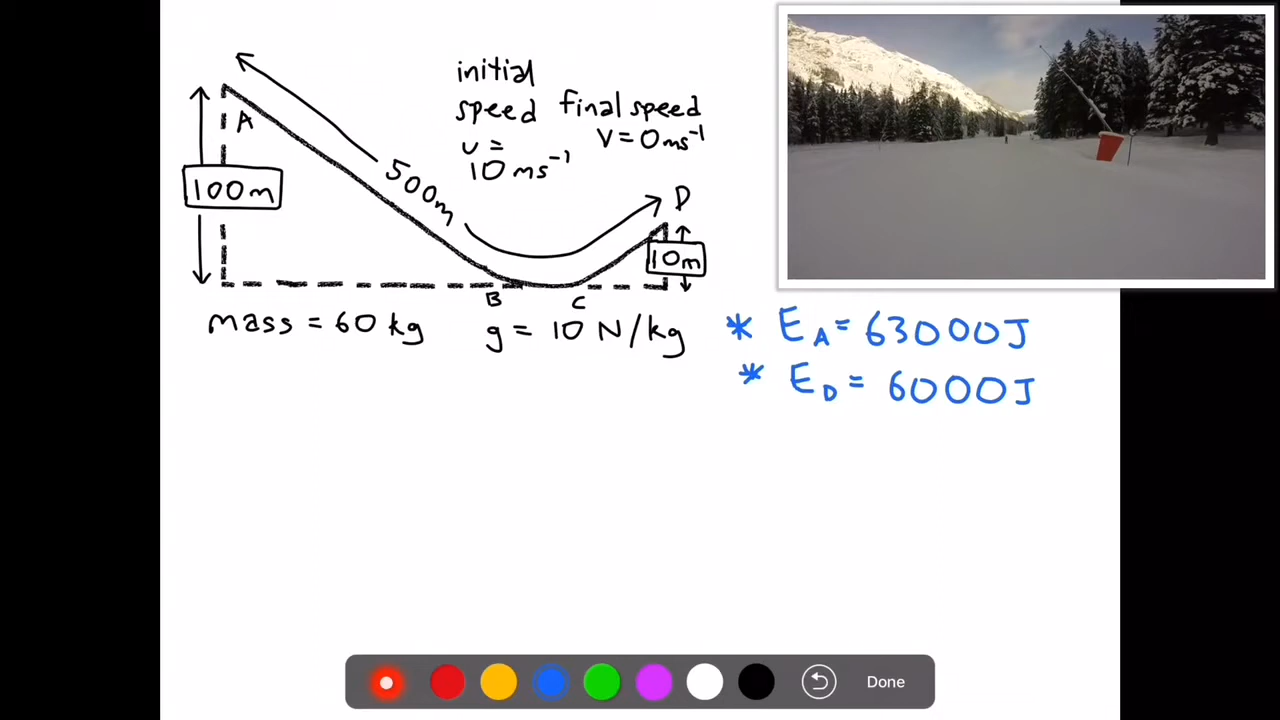 initial
speed
u =
10 ms⁻¹
final speed
V = 0ms⁻¹
A
100m
500m
D
10m
B
C
mass = 60 kg
g = 10 N/kg
* E_A = 63000J
* E_D = 6000J
Done